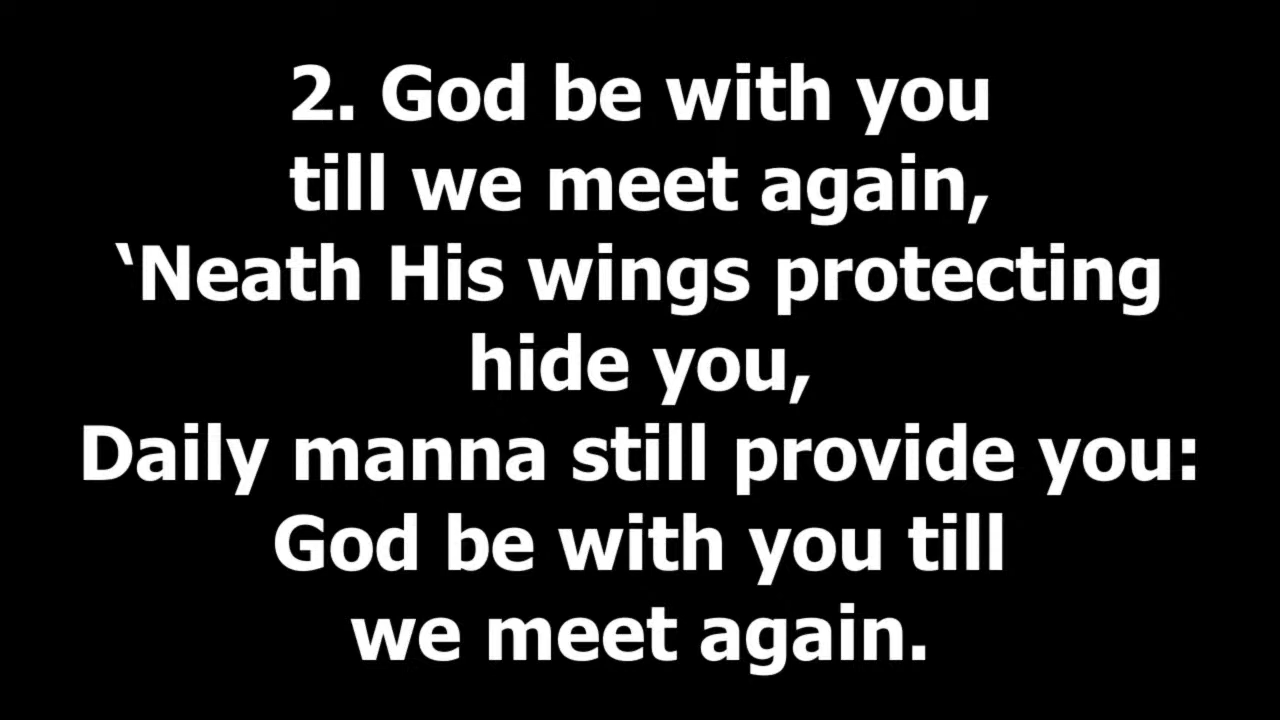 2. God be with you
till we meet again,
‘Neath His wings protecting
hide you,
Daily manna still provide you:
God be with you till
we meet again.